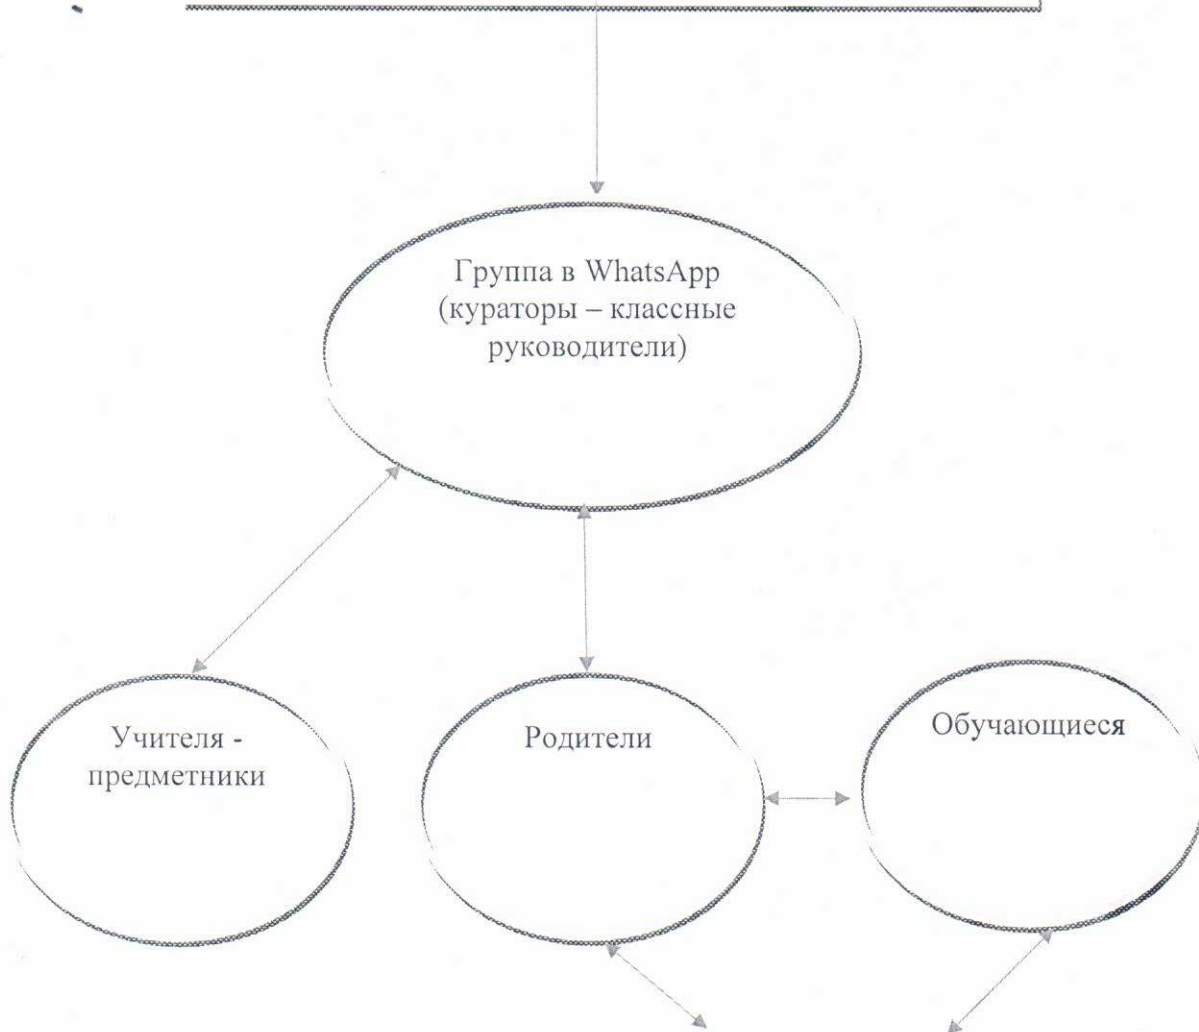 Группа в WhatsApp
(кураторы – классные
руководители)
Учителя -
предметники
Родители
Обучающиеся